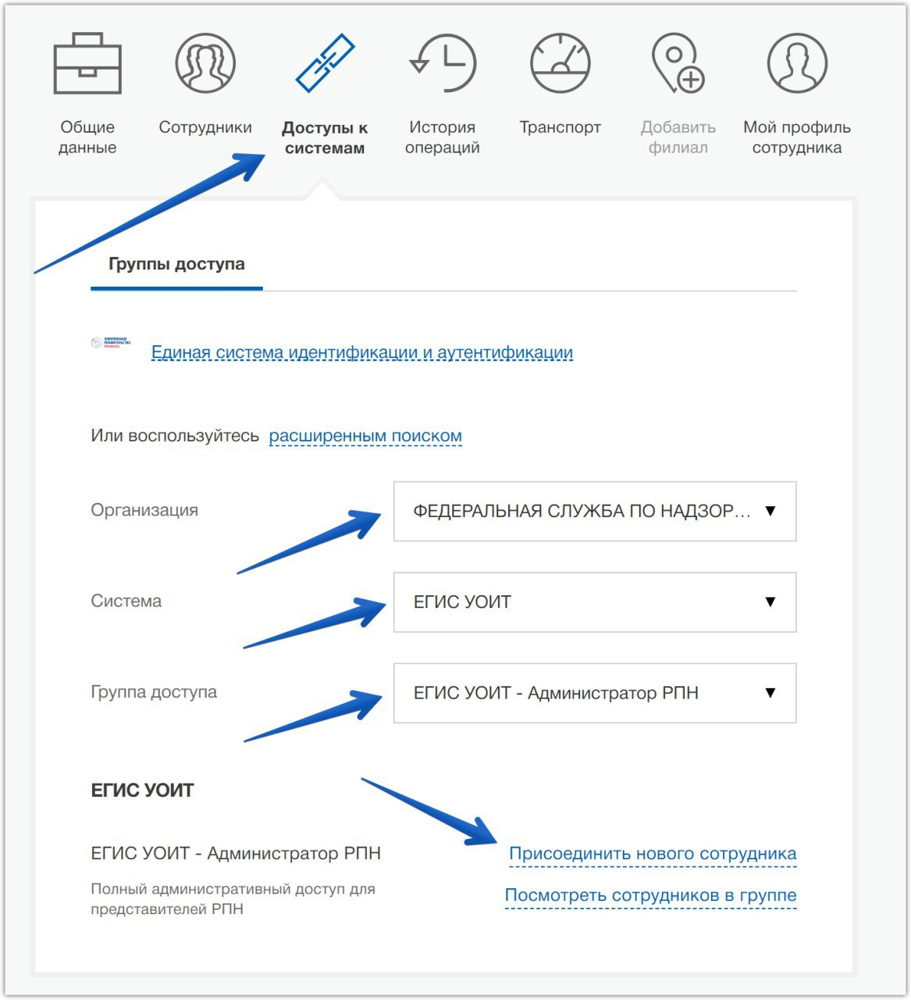 Общие
данные
Сотрудники
Доступы к
системам
История
операций
Транспорт
Добавить
филиал
Мой профиль
сотрудника
Группы доступа
ЭЛЕКТРОННОЕ
ПРАВИТЕЛЬСТВО
Единая система идентификации и аутентификации
Или воспользуйтесь расширенным поиском
Организация
ФЕДЕРАЛЬНАЯ СЛУЖБА ПО НАДЗОР...
Система
ЕГИС УОИТ
Группа доступа
ЕГИС УОИТ - Администратор РПН
ЕГИС УОИТ
ЕГИС УОИТ - Администратор РПН
Присоединить нового сотрудника
Полный административный доступ для
представителей РПН
Посмотреть сотрудников в группе